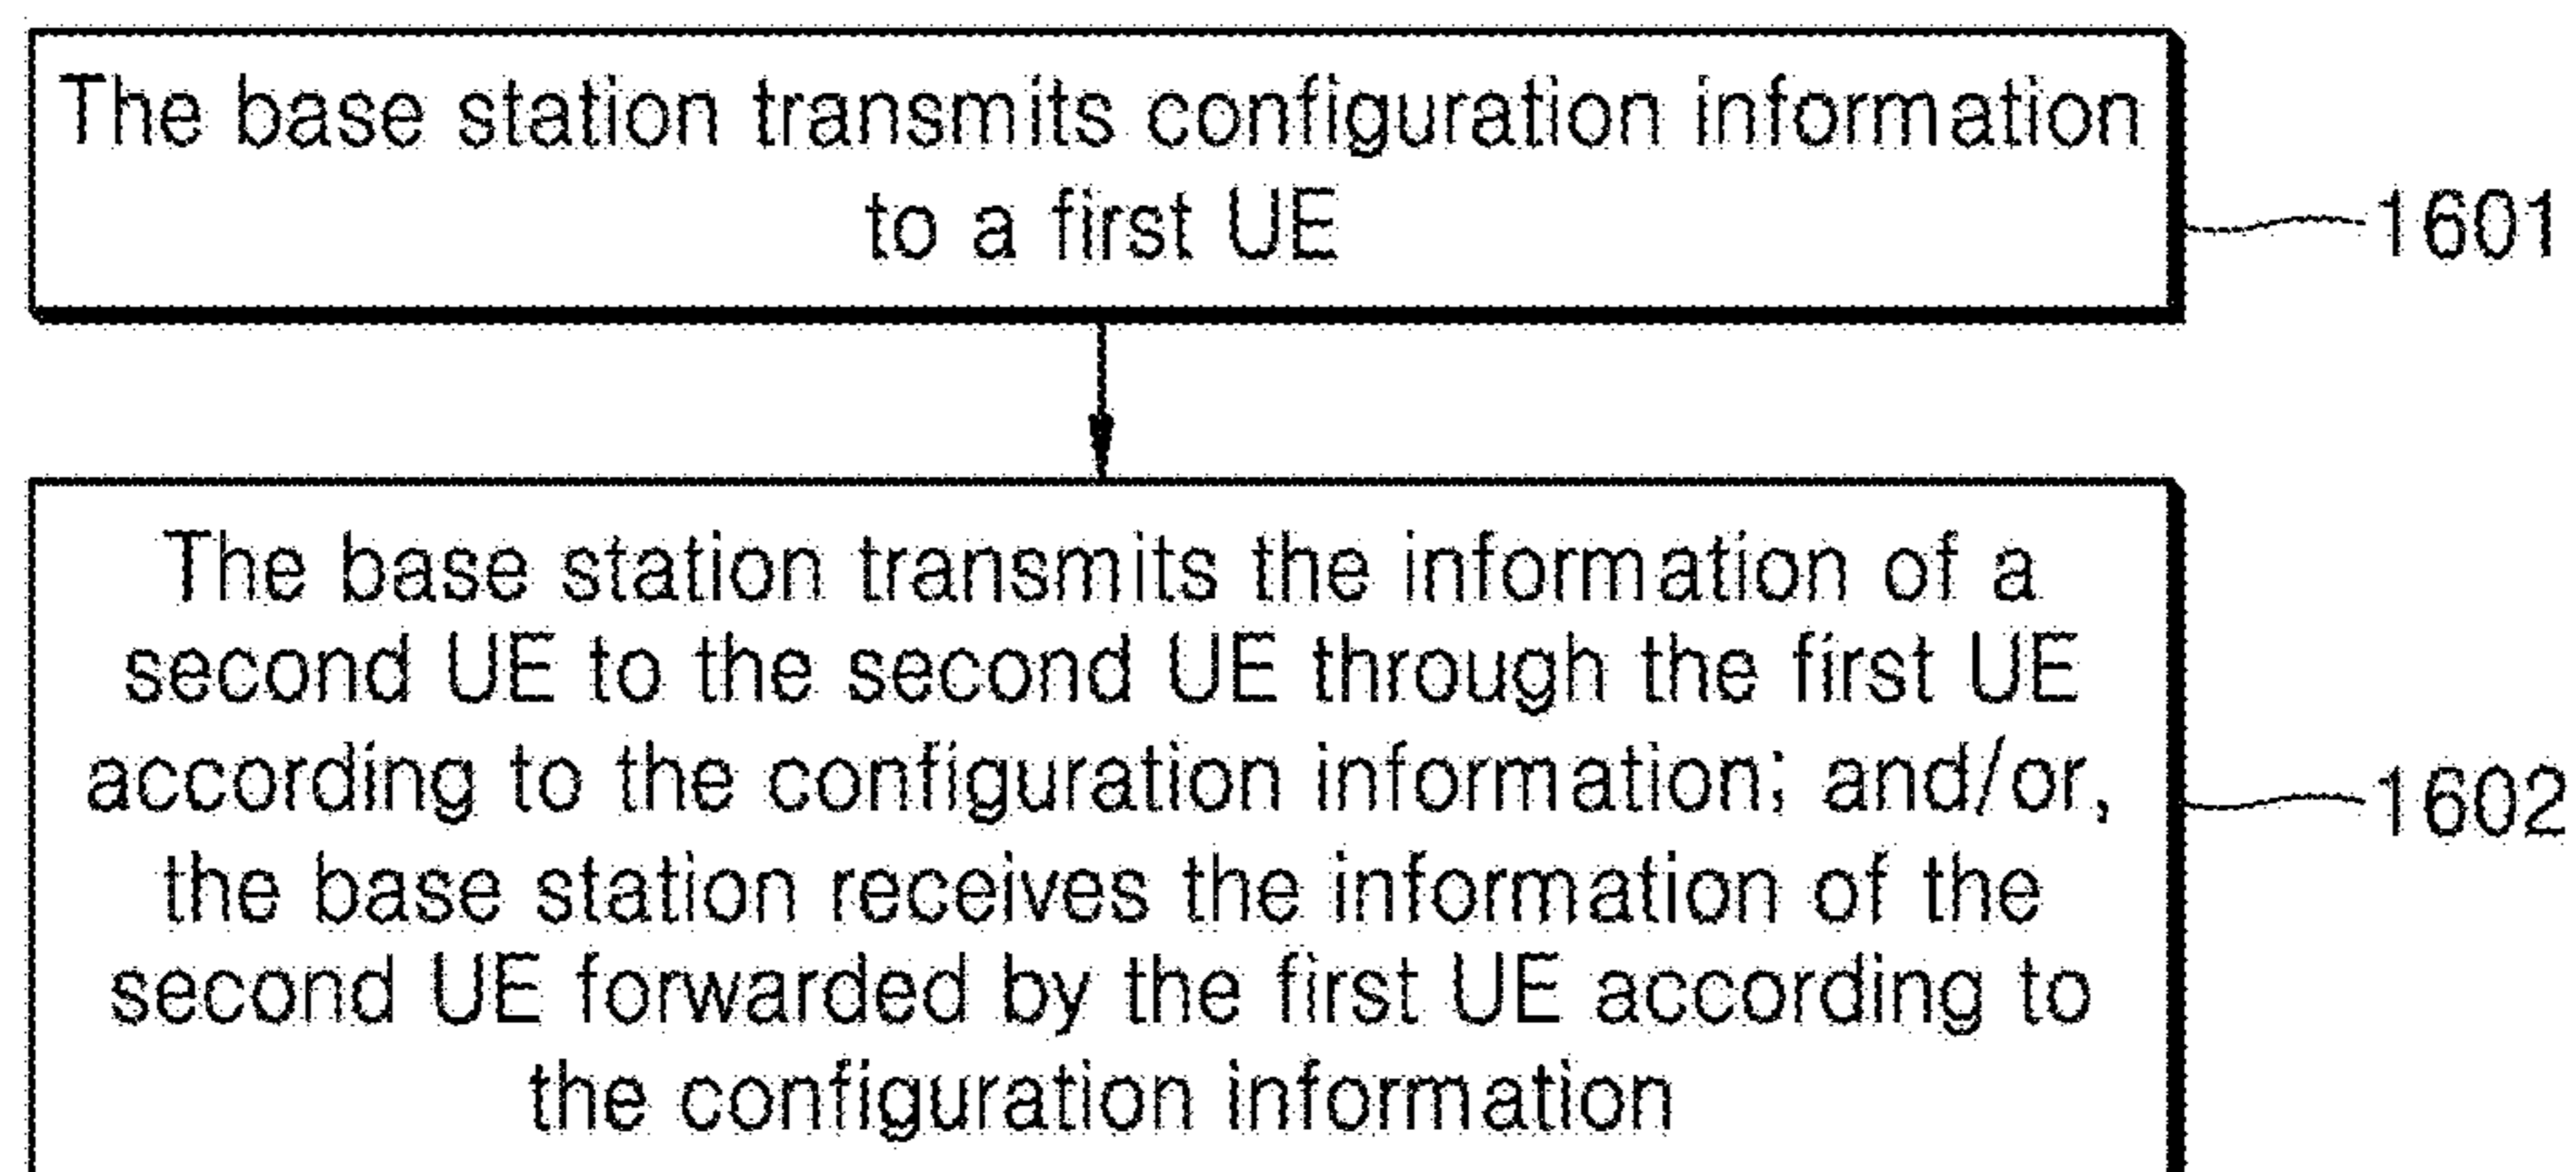 The base station transmits configuration information
to a first UE
1601
The base station transmits the information of a
second UE to the second UE through the first UE
according to the configuration information; and/or,
the base station receives the information of the
second UE forwarded by the first UE according to
the configuration information
1602